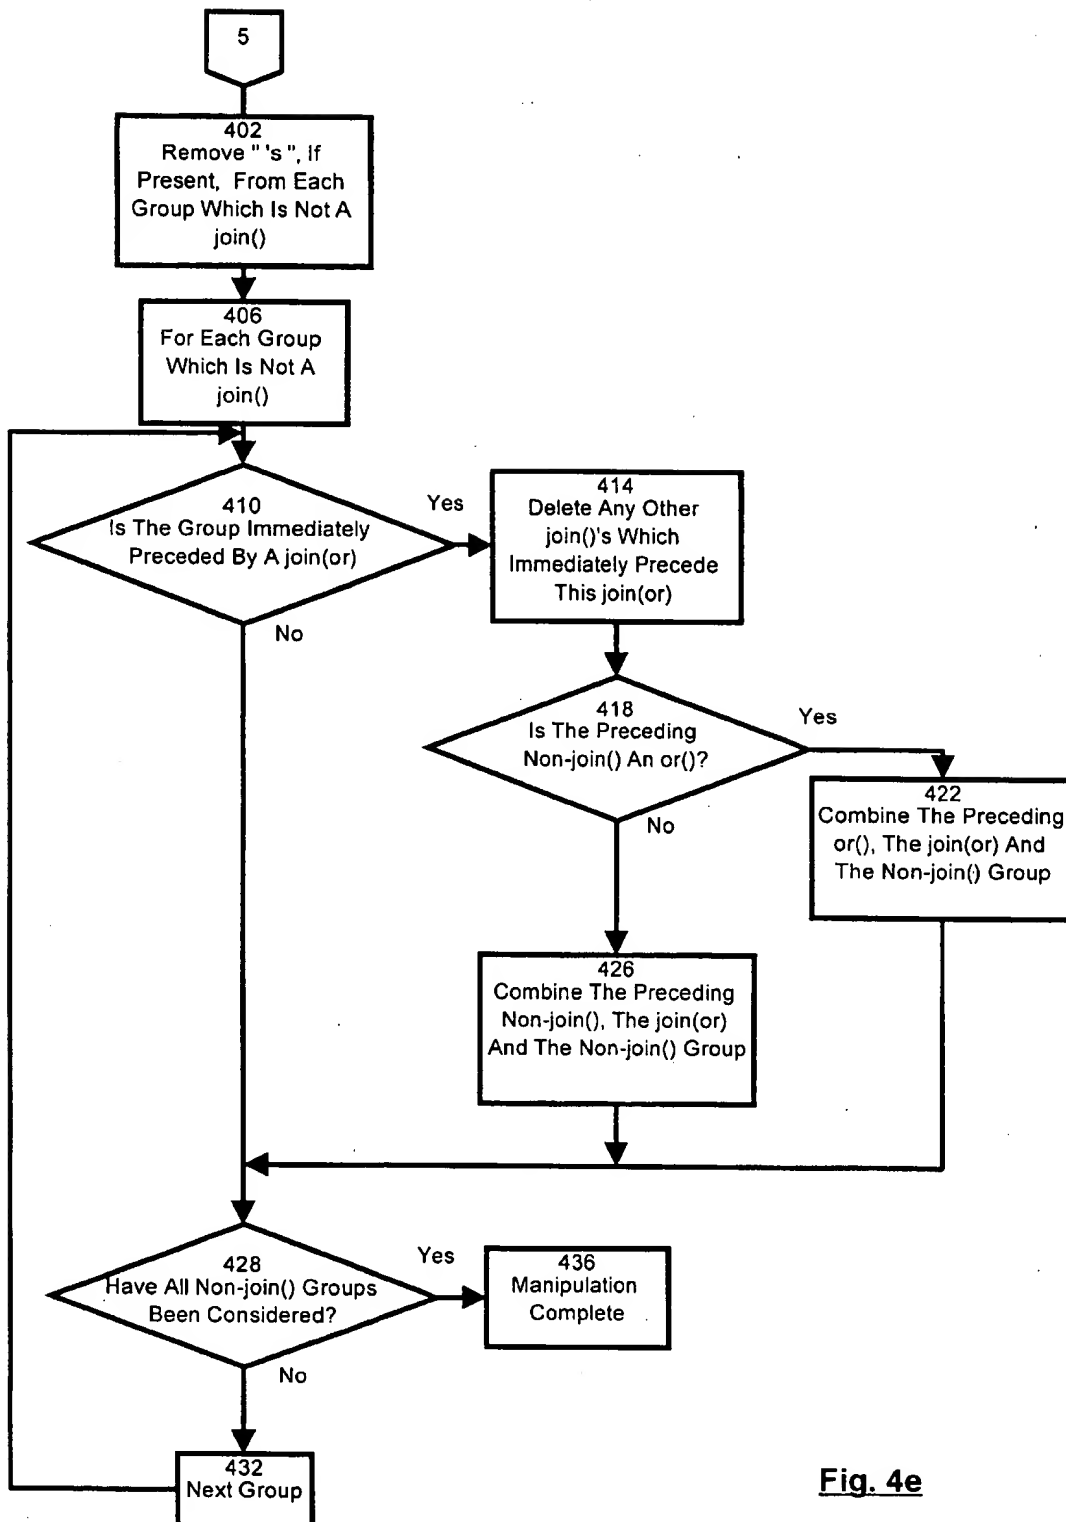 5
402
Remove " 's ", If
Present, From Each
Group Which Is Not A
join()
406
For Each Group
Which Is Not A
join()
410
Is The Group Immediately
Preceded By A join(or)
Yes
No
414
Delete Any Other
join()'s Which
Immediately Precede
This join(or)
418
Is The Preceding
Non-join() An or()?
Yes
No
422
Combine The Preceding
or(), The join(or) And
The Non-join() Group
426
Combine The Preceding
Non-join(), The join(or)
And The Non-join() Group
428
Have All Non-join() Groups
Been Considered?
Yes
No
436
Manipulation
Complete
432
Next Group
Fig. 4e